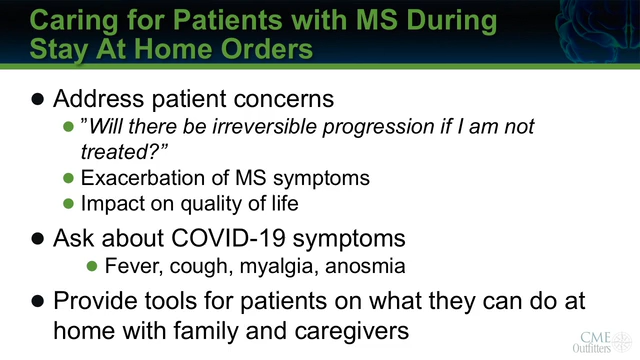 Caring for Patients with MS During
Stay At Home Orders
● Address patient concerns
● ”Will there be irreversible progression if I am not
treated?”
● Exacerbation of MS symptoms
● Impact on quality of life
● Ask about COVID-19 symptoms
● Fever, cough, myalgia, anosmia
● Provide tools for patients on what they can do at
home with family and caregivers
CME
Outfitters